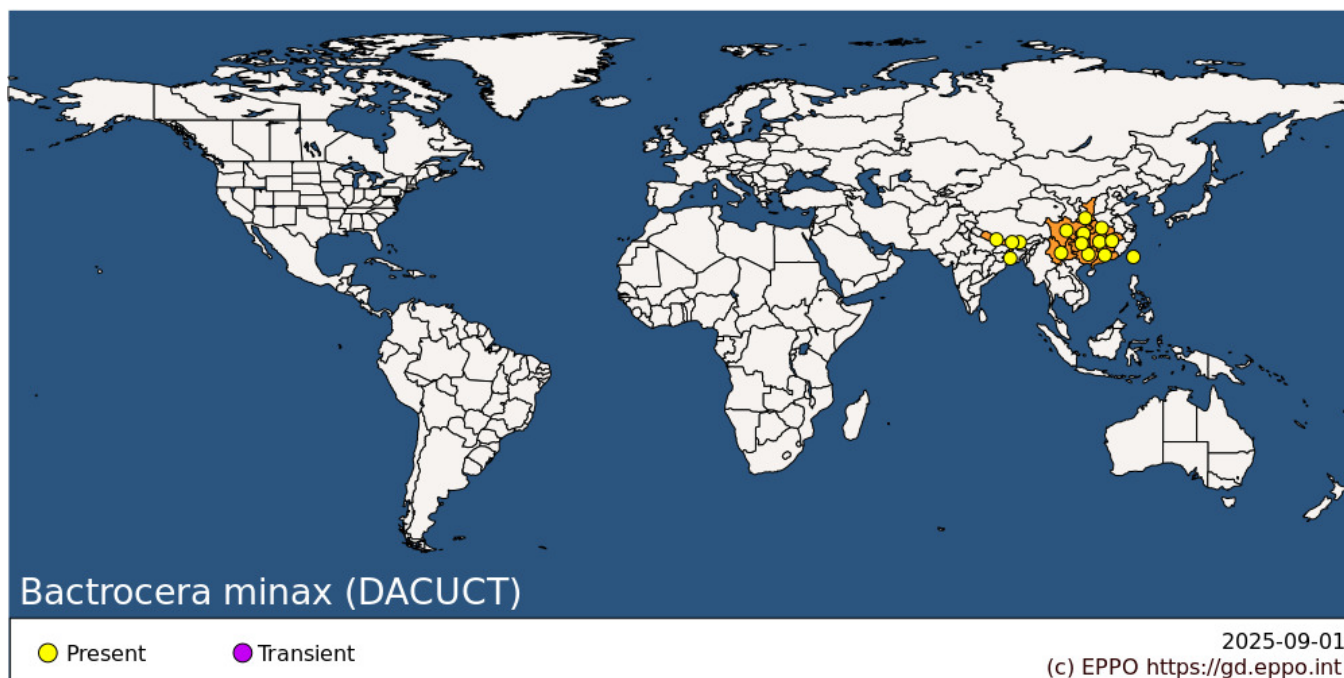 Bactrocera minax (DACUCT)
Present
Transient
2025-09-01
(c) EPPO https://gd.eppo.int